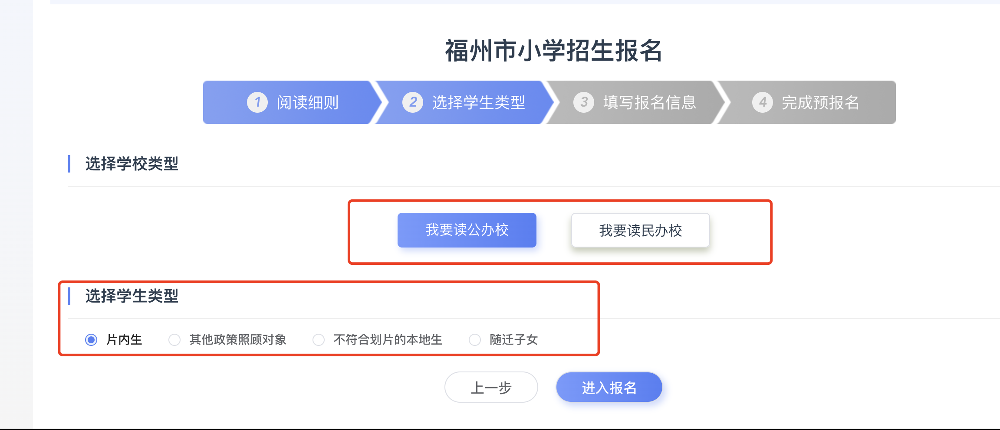 福州市小学招生报名
1 阅读细则 2 选择学生类型 3 填写报名信息 4 完成预报名
选择学校类型
我要读公办校 我要读民办校
选择学生类型
片内生 其他政策照顾对象 不符合划片的本地生 随迁子女
上一步 进入报名